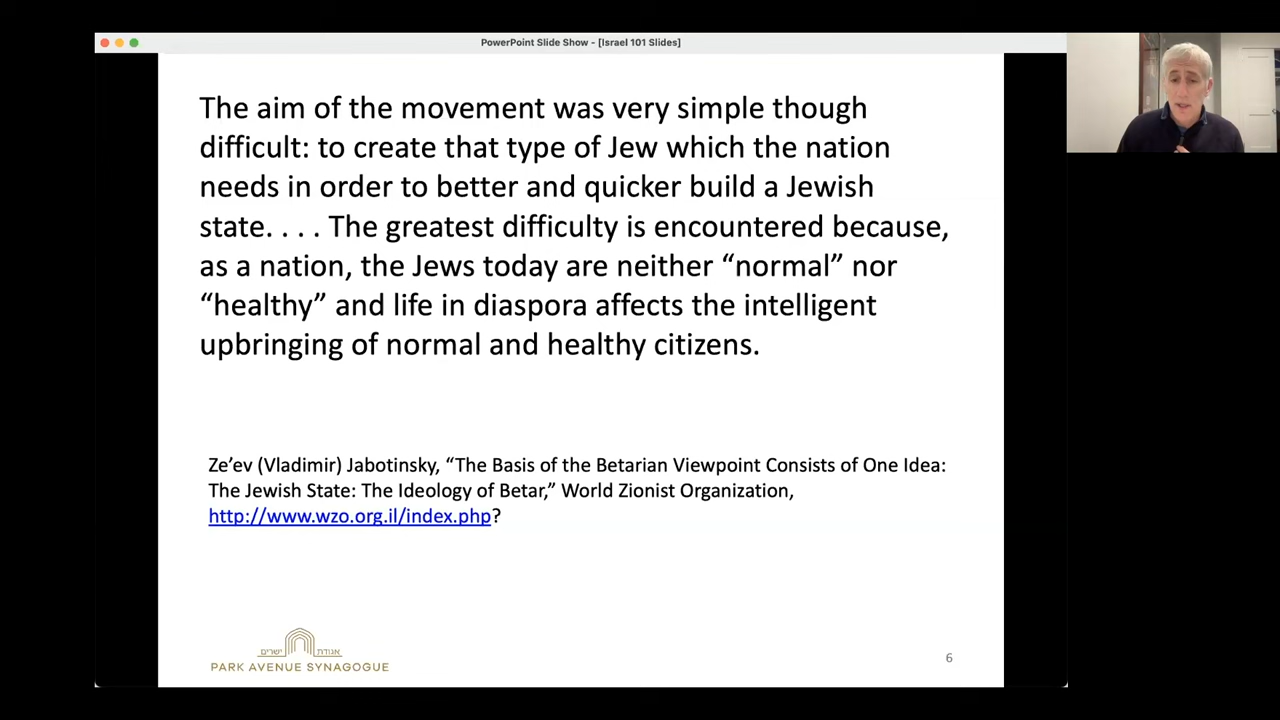 PowerPoint Slide Show - [Israel 101 Slides]
The aim of the movement was very simple though
difficult: to create that type of Jew which the nation
needs in order to better and quicker build a Jewish
state. . . . The greatest difficulty is encountered because,
as a nation, the Jews today are neither “normal” nor
“healthy” and life in diaspora affects the intelligent
upbringing of normal and healthy citizens.
Ze’ev (Vladimir) Jabotinsky, “The Basis of the Betarian Viewpoint Consists of One Idea:
The Jewish State: The Ideology of Betar,” World Zionist Organization,
http://www.wzo.org.il/index.php?
אגודת ישרים
PARK AVENUE SYNAGOGUE
6